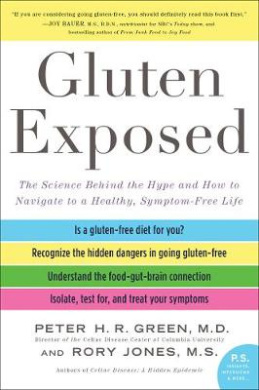 "If you are considering going gluten-free, you should definitely read this book first."
—JOY BAUER, M.S., R.D.N., nutritionist for NBC's Today show, and
bestselling author of From Junk Food to Joy Food
Gluten
Exposed
The Science Behind the Hype and How to
Navigate to a Healthy, Symptom-Free Life
Is a gluten-free diet for you?
Recognize the hidden dangers in going gluten-free
Understand the food-gut-brain connection
Isolate, test for, and treat your symptoms
PETER H. R. GREEN, M.D.
Director of the Celiac Disease Center at Columbia University
AND RORY JONES, M.S.
Authors of Celiac Disease: A Hidden Epidemic
P.S.
INSIGHTS,
INTERVIEWS
& MORE...